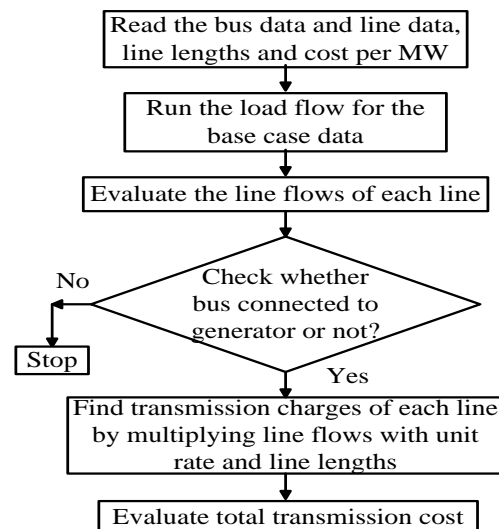 Read the bus data and line data,
line lengths and cost per MW
Run the load flow for the
base case data
Evaluate the line flows of each line
Check whether
bus connected to
generator or not?
No
Stop
Yes
Find transmission charges of each line
by multiplying line flows with unit
rate and line lengths
Evaluate total transmission cost